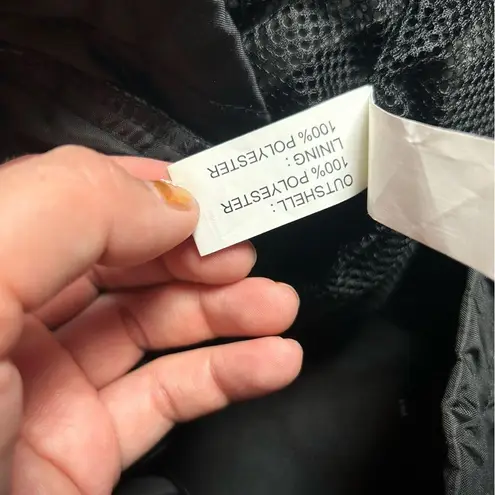 OUTSHELL :
100% POLYESTER
LINING :
100% POLYESTER